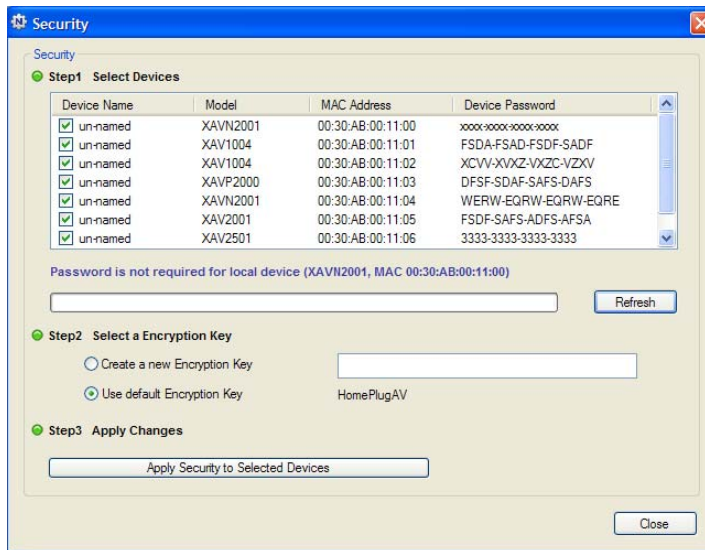 Security
Security
Step1 Select Devices
Device Name Model MAC Address Device Password
un-named XAVN2001 00:30:AB:00:11:00 xxxx-xxxx-xxxx-xxxx
un-named XAV1004 00:30:AB:00:11:01 FSDA-FSAD-FSDF-SADF
un-named XAV1004 00:30:AB:00:11:02 XCVV-XVXZ-VXZC-VZXV
un-named XAVP2000 00:30:AB:00:11:03 DFSF-SDAF-SAFS-DAFS
un-named XAVN2001 00:30:AB:00:11:04 WERW-EQRW-EQRW-EQRE
un-named XAV2001 00:30:AB:00:11:05 FSDF-SAFS-ADFS-AFSA
un-named XAV2501 00:30:AB:00:11:06 3333-3333-3333-3333
Password is not required for local device (XAVN2001, MAC 00:30:AB:00:11:00)
Refresh
Step2 Select a Encryption Key
Create a new Encryption Key
Use default Encryption Key HomePlugAV
Step3 Apply Changes
Apply Security to Selected Devices
Close